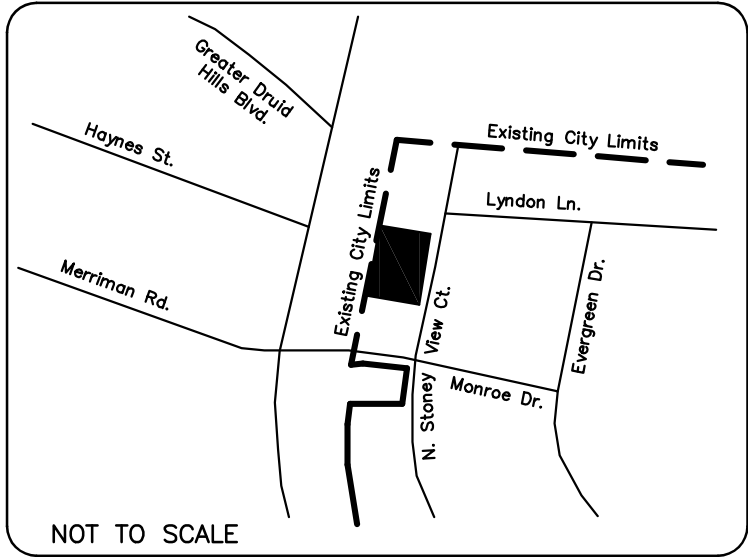 Greater Druid
Hills Blvd.
Existing City Limits
Haynes St.
Existing City Limits
Lyndon Ln.
Merriman Rd.
Evergreen Dr.
N. Stoney View Ct.
Monroe Dr.
NOT TO SCALE